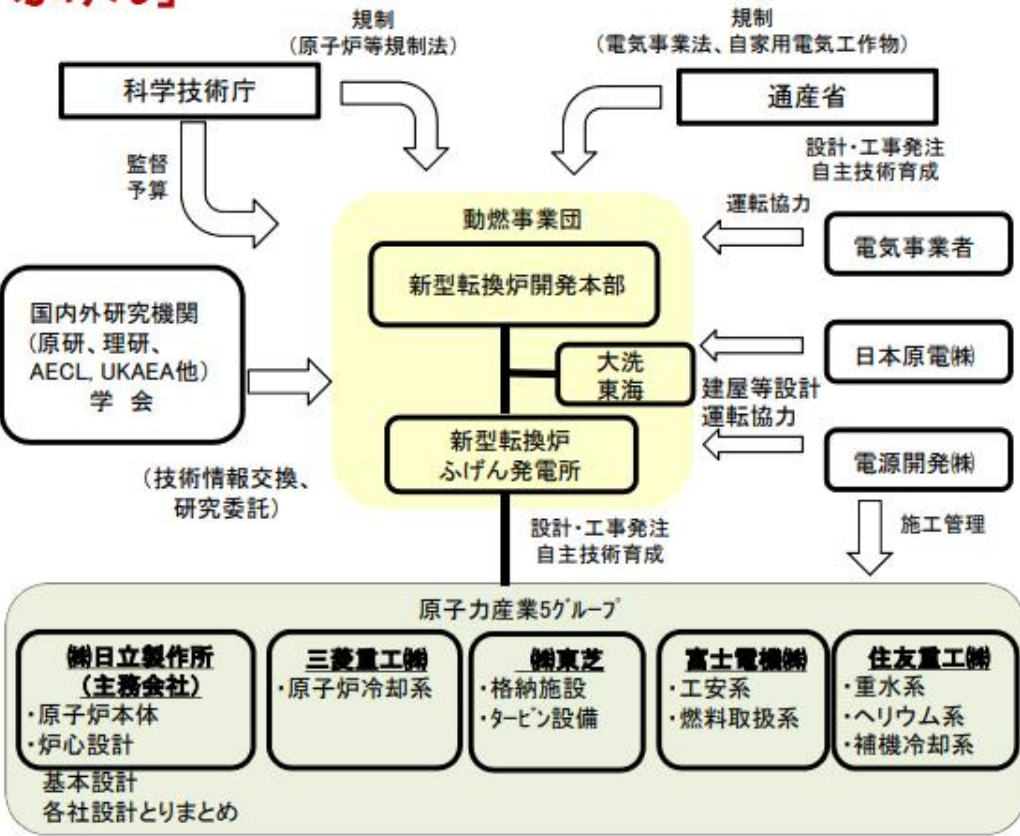 規制
(原子炉等規制法)
規制
(電気事業法、自家用電気工作物)
科学技術庁
通産省
監督
予算
設計・工事発注
自主技術育成
動燃事業団
運転協力
新型転換炉開発本部
電気事業者
国内外研究機関
(原研、理研、
AECL, UKAEA他)
学 会
大洗
東海
日本原電㈱
建屋等設計
運転協力
新型転換炉
ふげん発電所
電源開発㈱
(技術情報交換、
研究委託)
設計・工事発注
自主技術育成
施工管理
原子力産業5グループ
㈱日立製作所
(主務会社)
・原子炉本体
・炉心設計
基本設計
各社設計とりまとめ
三菱重工㈱
・原子炉冷却系
㈱東芝
・格納施設
・タービン設備
富士電機㈱
・工安系
・燃料取扱系
住友重工㈱
・重水系
・ヘリウム系
・補機冷却系